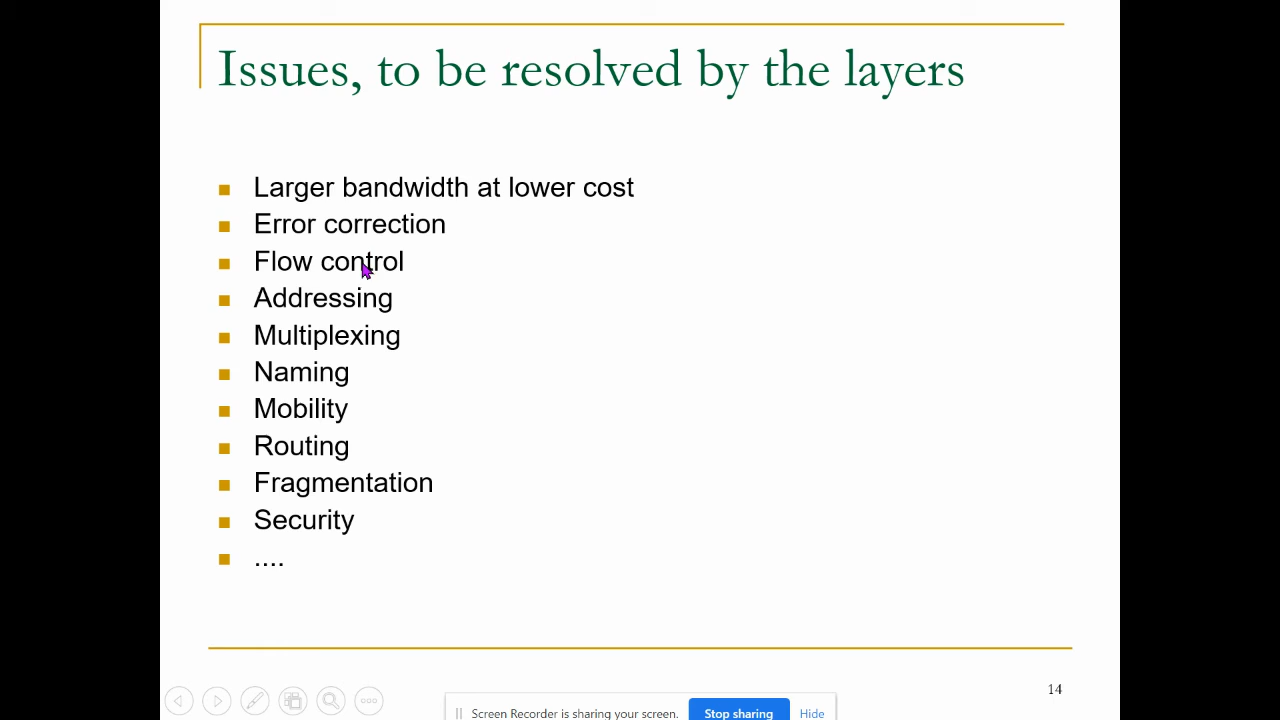 Issues, to be resolved by the layers
Larger bandwidth at lower cost
Error correction
Flow control
Addressing
Multiplexing
Naming
Mobility
Routing
Fragmentation
Security
....
14
Screen Recorder is sharing your screen.
Stop sharing
Hide